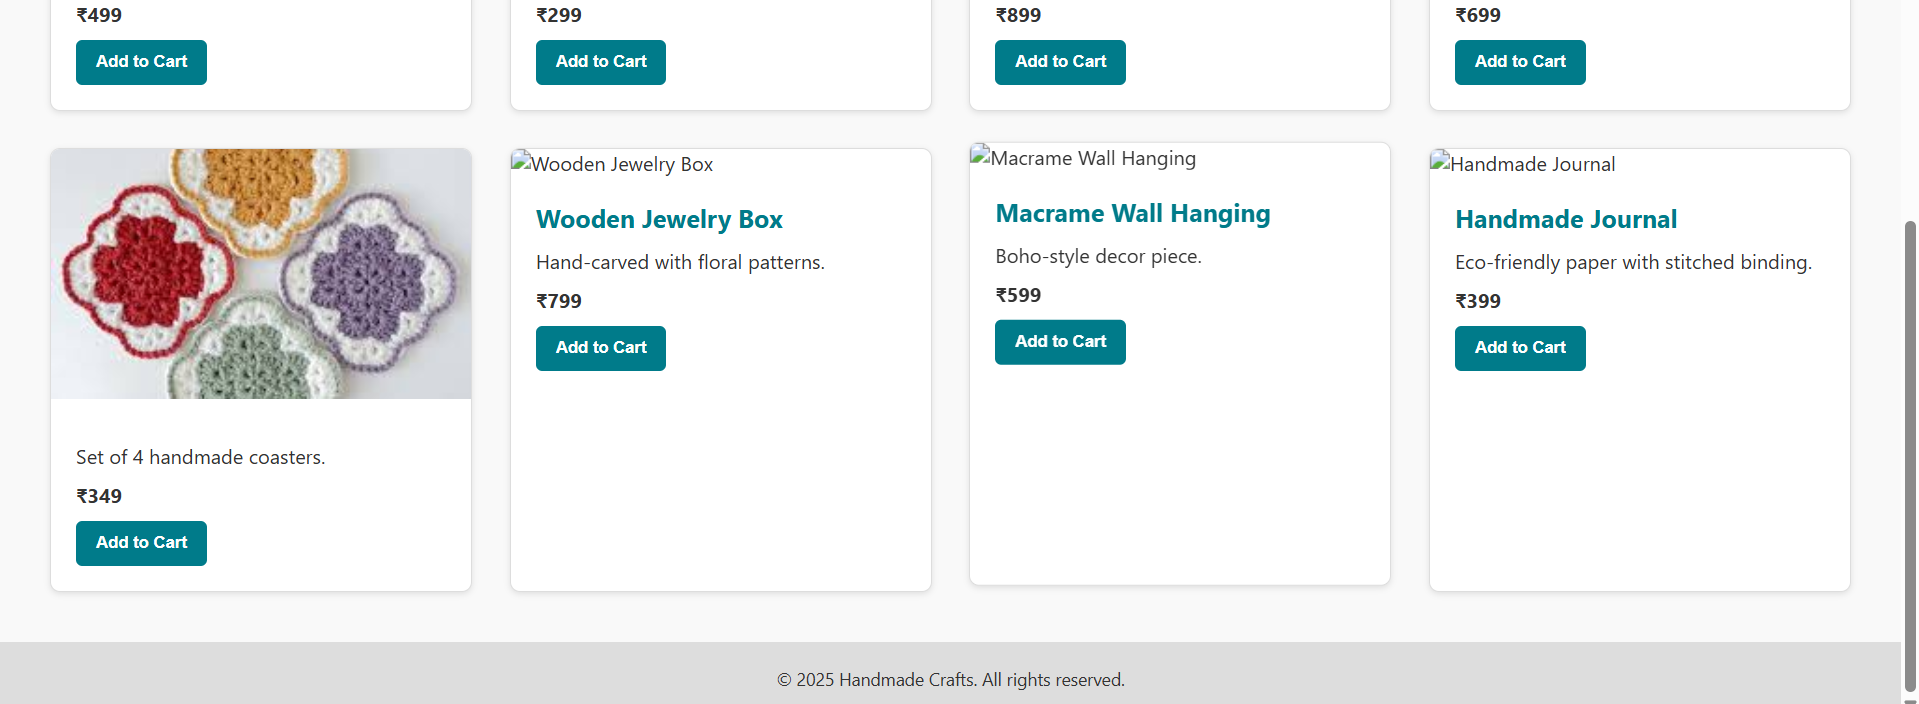 ₹499
₹299
₹899
₹699
Add to Cart
Add to Cart
Add to Cart
Add to Cart
Set of 4 handmade coasters.
₹349
Add to Cart
Wooden Jewelry Box
Wooden Jewelry Box
Hand-carved with floral patterns.
₹799
Add to Cart
Macrame Wall Hanging
Macrame Wall Hanging
Boho-style decor piece.
₹599
Add to Cart
Handmade Journal
Handmade Journal
Eco-friendly paper with stitched binding.
₹399
Add to Cart
© 2025 Handmade Crafts. All rights reserved.